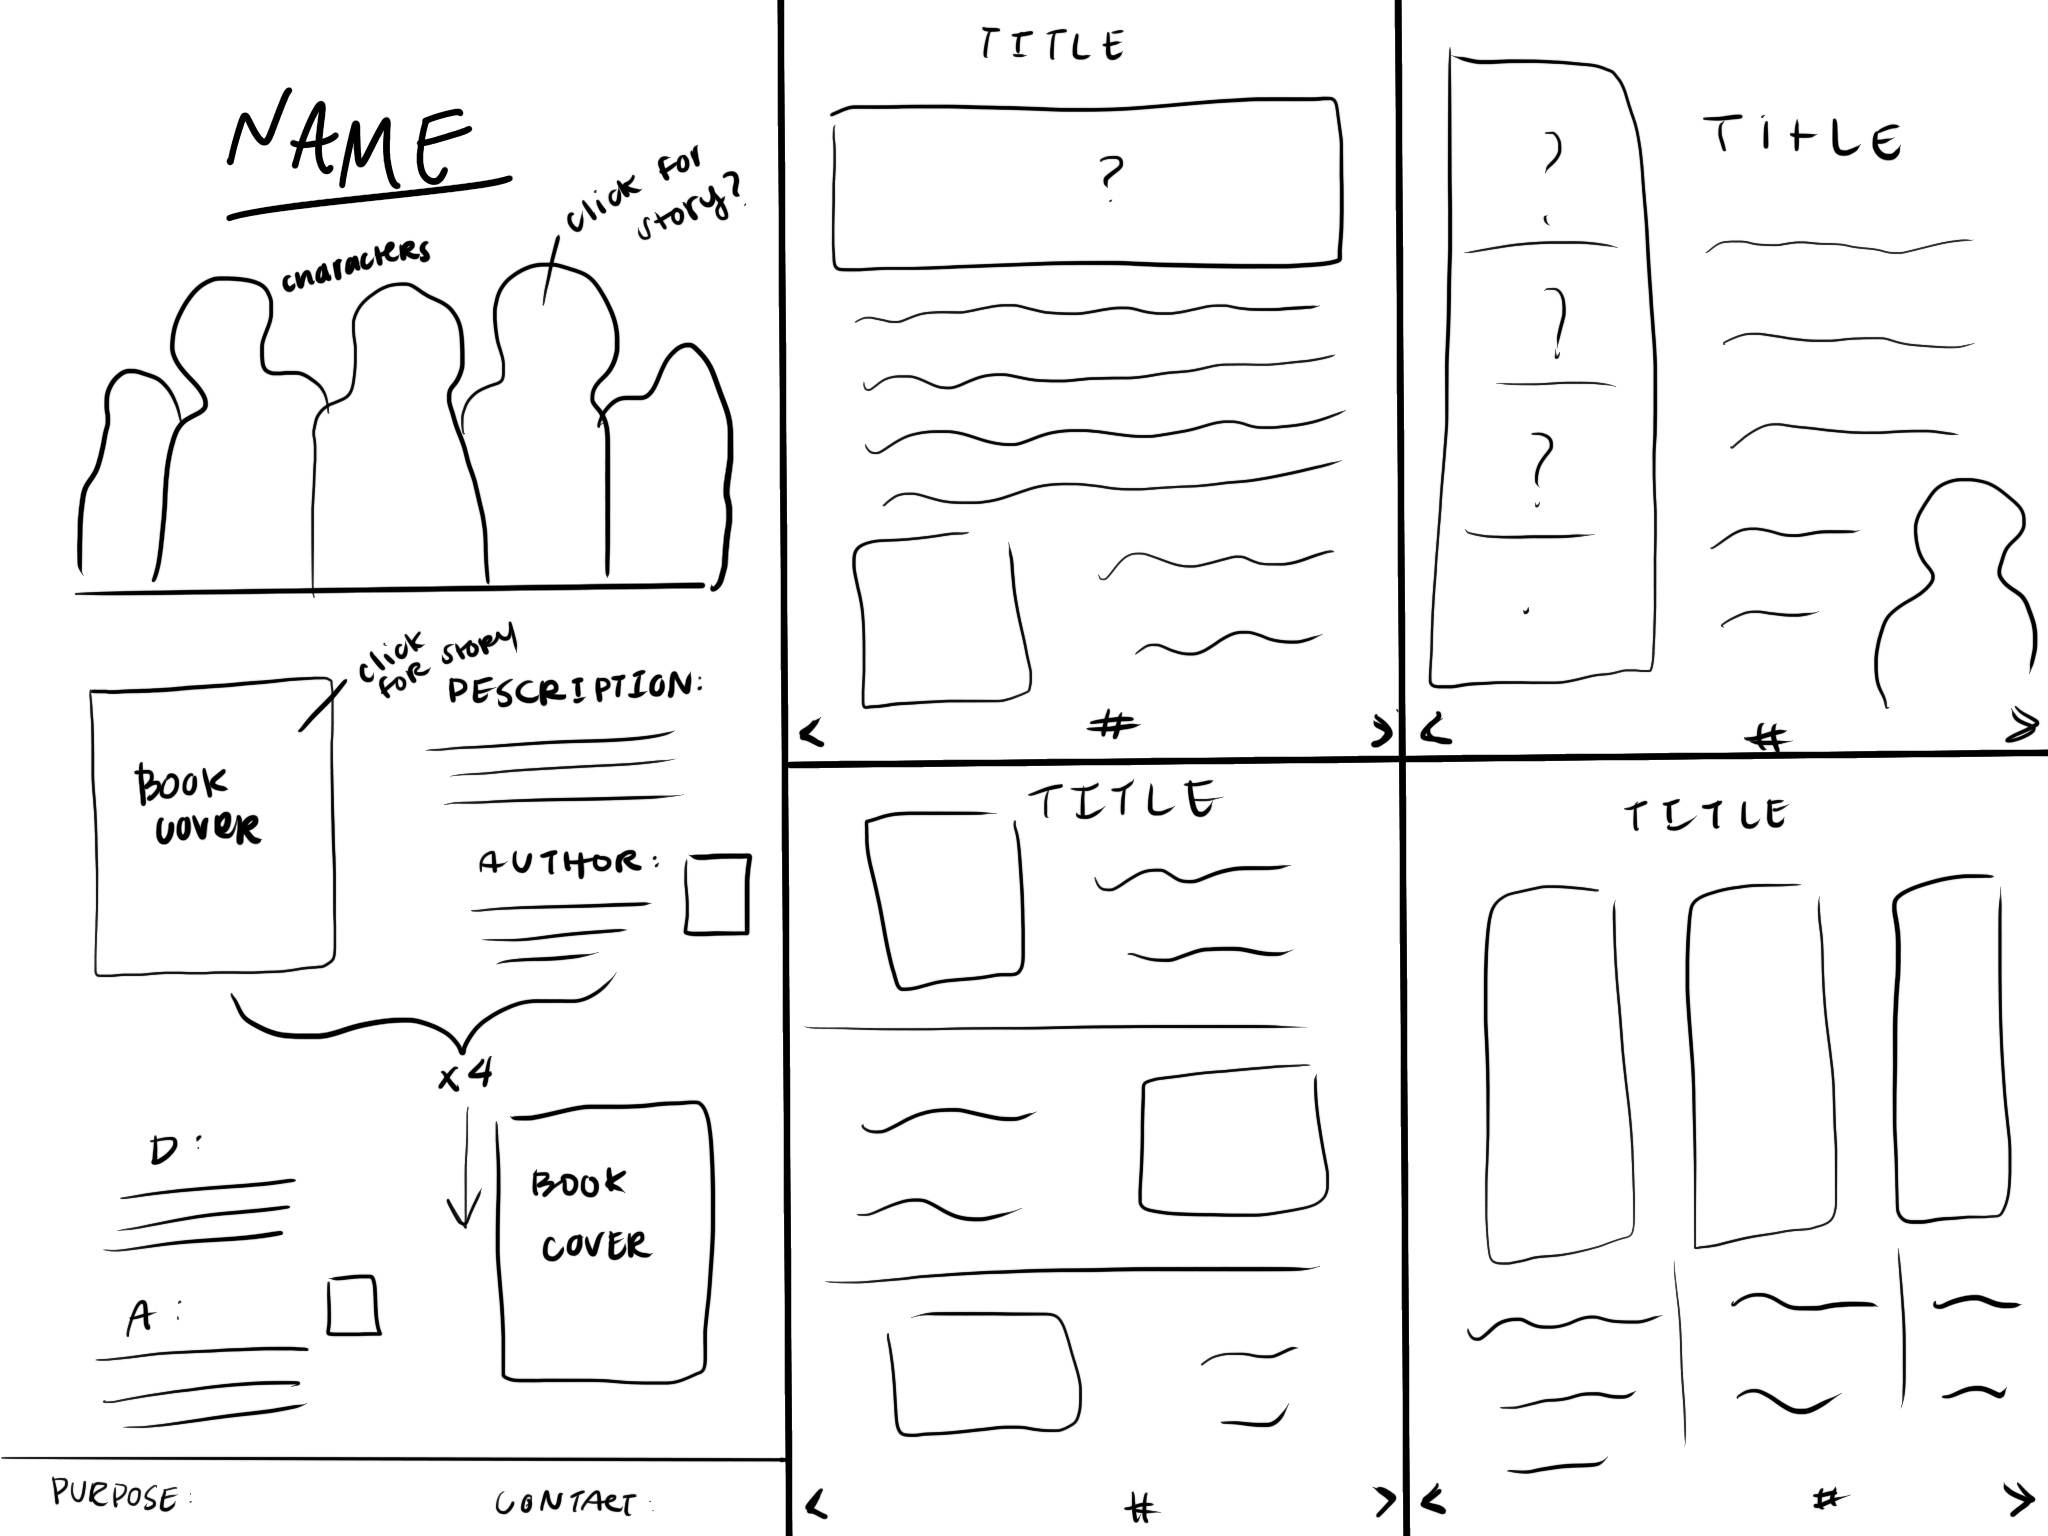 NAME
characters
click for
story?
click
for story
DESCRIPTION:
BOOK
COVER
AUTHOR:
x4
D:
BOOK
COVER
A:
PURPOSE:
CONTACT:
TITLE
?
< # >
TITLE
?
?
?
< # >
TITLE
< # >
TITLE
< # >